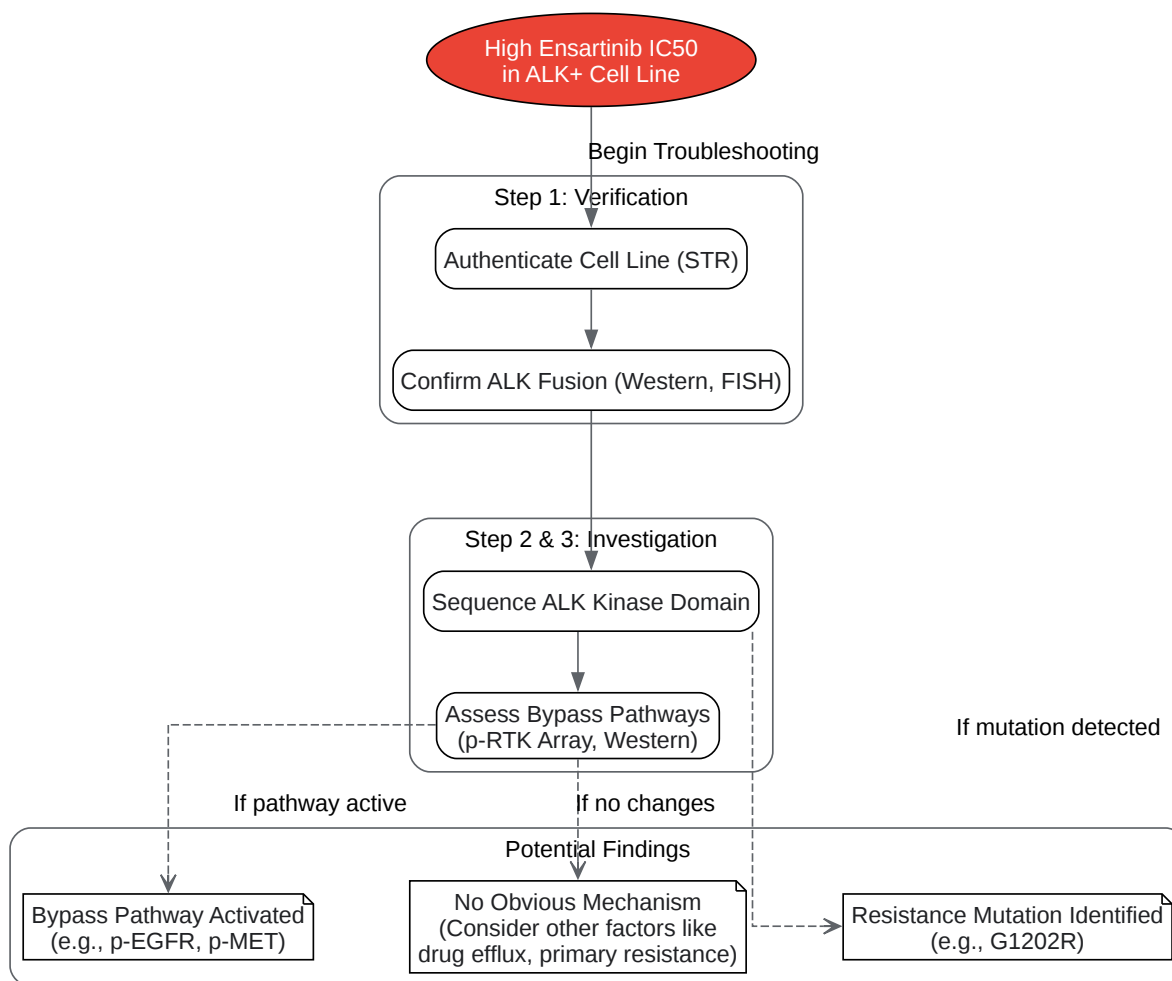 High Ensartinib IC50
in ALK+ Cell Line
Begin Troubleshooting
Step 1: Verification
Authenticate Cell Line (STR)
Confirm ALK Fusion (Western, FISH)
Step 2 & 3: Investigation
Sequence ALK Kinase Domain
Assess Bypass Pathways
(p-RTK Array, Western)
If mutation detected
If pathway active
If no changes
Potential Findings
Bypass Pathway Activated
(e.g., p-EGFR, p-MET)
No Obvious Mechanism
(Consider other factors like
drug efflux, primary resistance)
Resistance Mutation Identified
(e.g., G1202R)